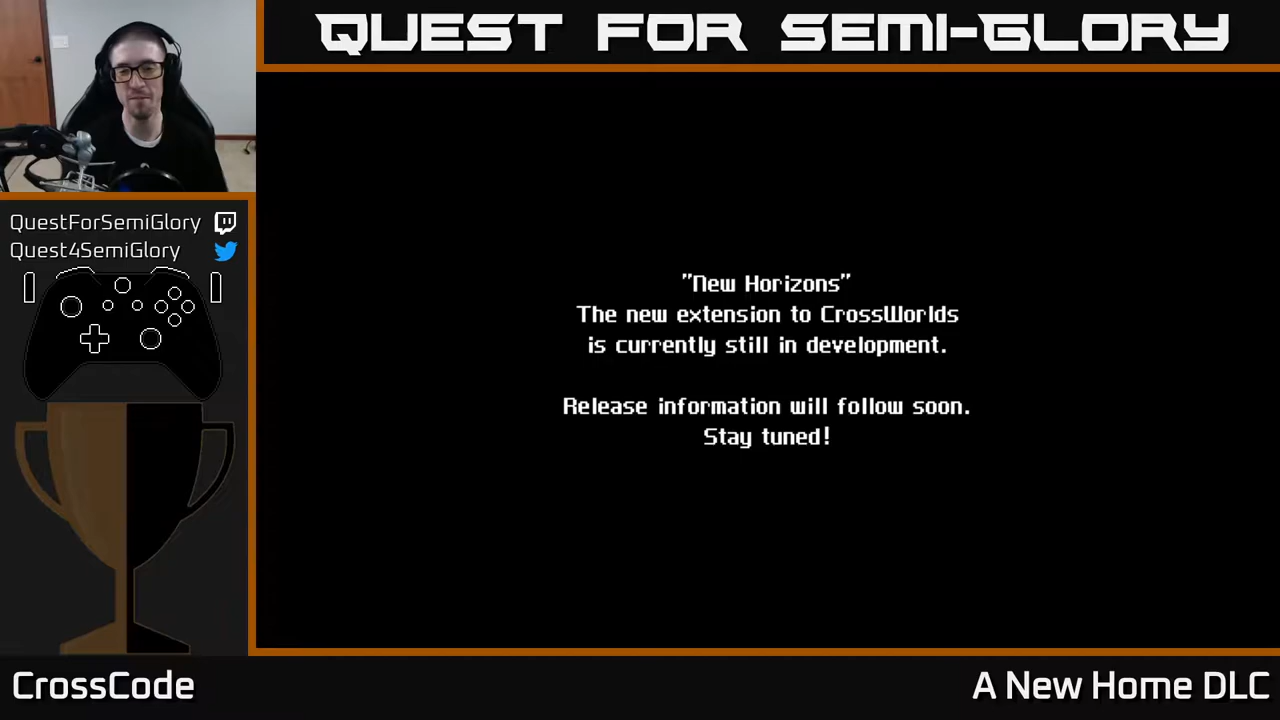 QUEST FOR SEMI-GLORY
QuestForSemiGlory
Quest4SemiGlory
"New Horizons"
The new extension to CrossWorlds
is currently still in development.
Release information will follow soon.
Stay tuned!
CrossCode
A New Home DLC